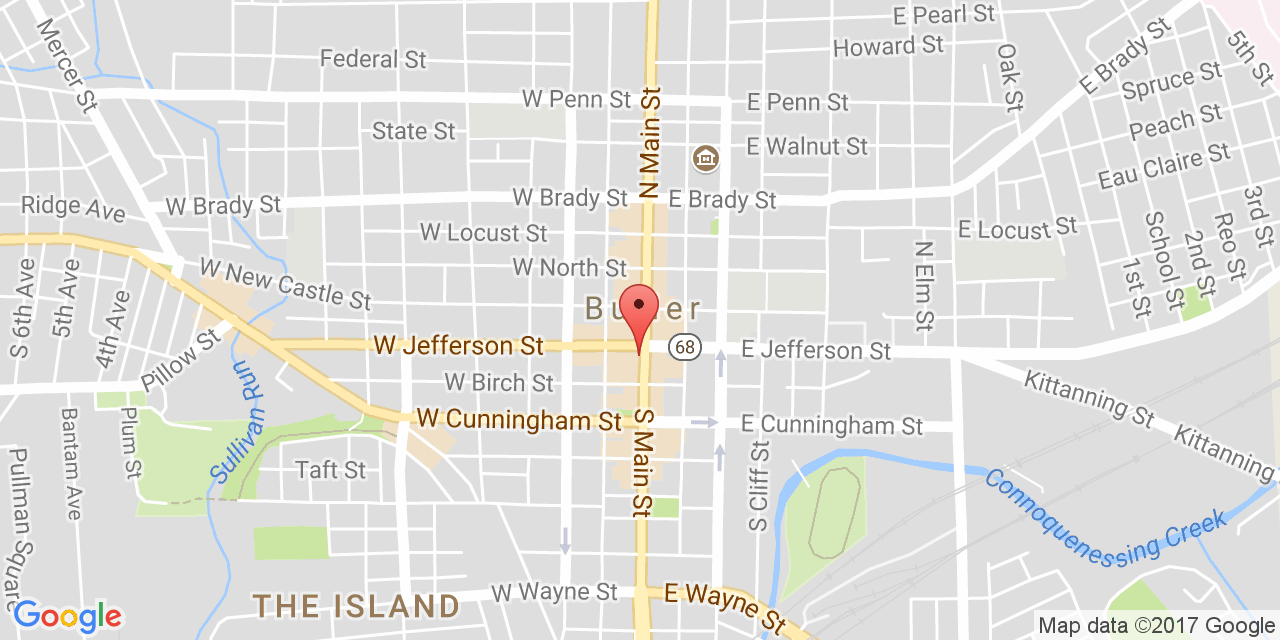 E Pearl St
Howard St
Mercer St
Federal St
Oak St
E Brady St
5th St
Spruce St
W Penn St
E Penn St
N Main St
State St
Peach St
E Walnut St
Eau Claire St
W Brady St
W Brady St
E Brady St
Ridge Ave
3rd St
Reo St
2nd St
School St
1st St
W Locust St
E Locust St
W North St
N Elm St
W New Castle St
S 6th Ave
5th Ave
4th Ave
Pillow St
W Jefferson St
68
E Jefferson St
W Birch St
Kittanning St
Kittanning
W Cunningham St
E Cunningham St
S Main St
Sullivan Run
Plum St
Bantam Ave
Pullman Square
Taft St
S Cliff St
Connoquenessing Creek
W Wayne St
E Wayne St
THE ISLAND
Google
Map data ©2017 Google